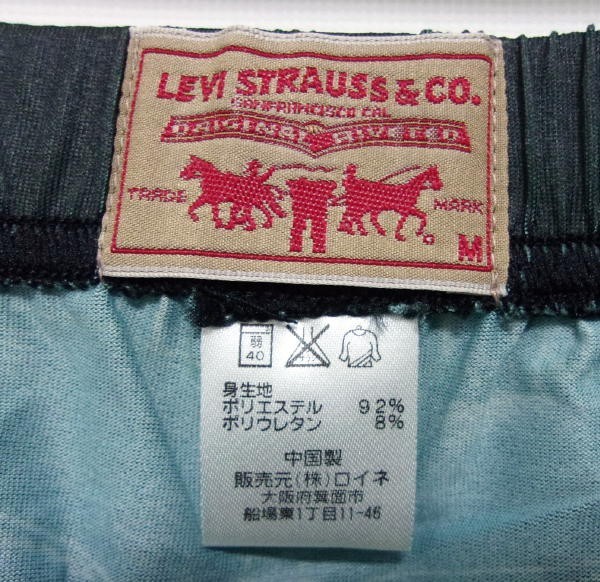 LEVI STRAUSS & CO.
SANFRANCISCO CAL
ORIGINAL RIVETED
TRADE MARK
M
弱
40
身生地
ポリエステル 92%
ポリウレタン 8%
中国製
販売元(株)ロイネ
大阪府箕面市
船場東1丁目11-46